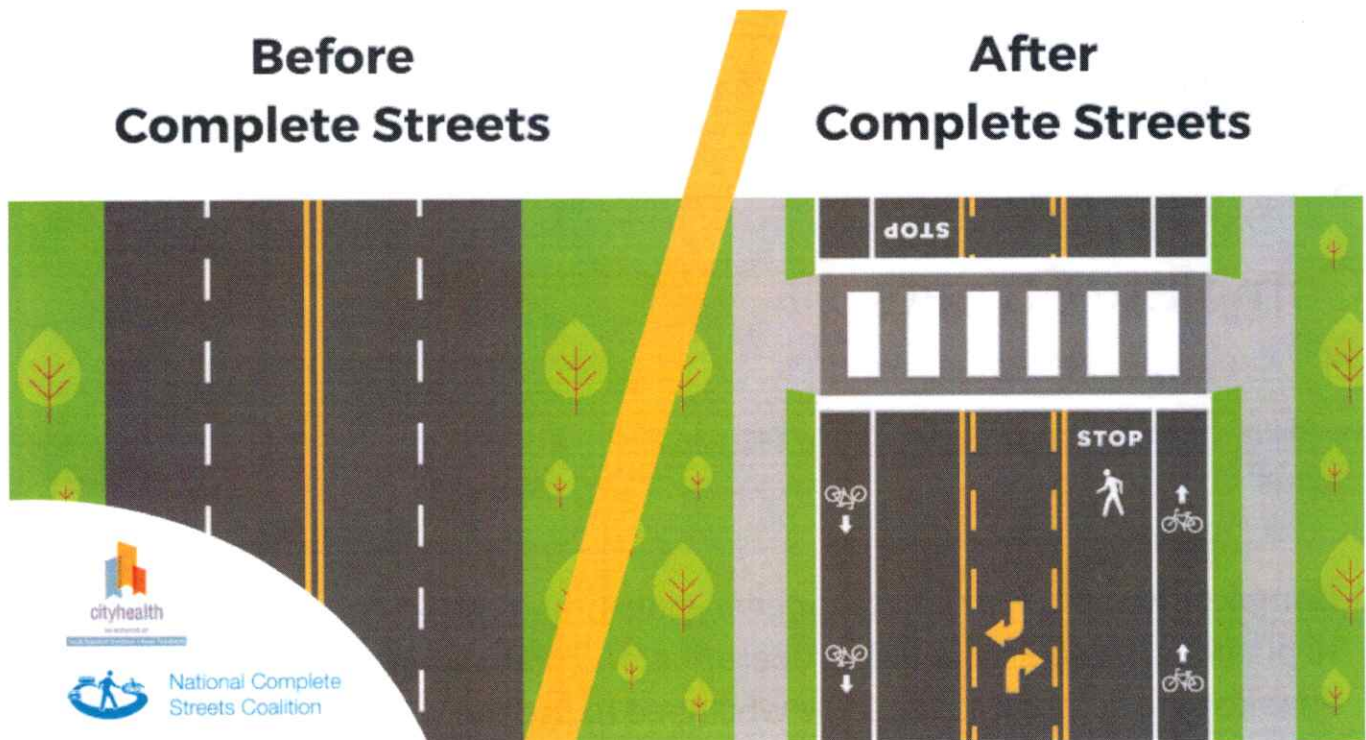 Before
Complete Streets
After
Complete Streets
STOP
STOP
cityhealth
National Complete
Streets Coalition